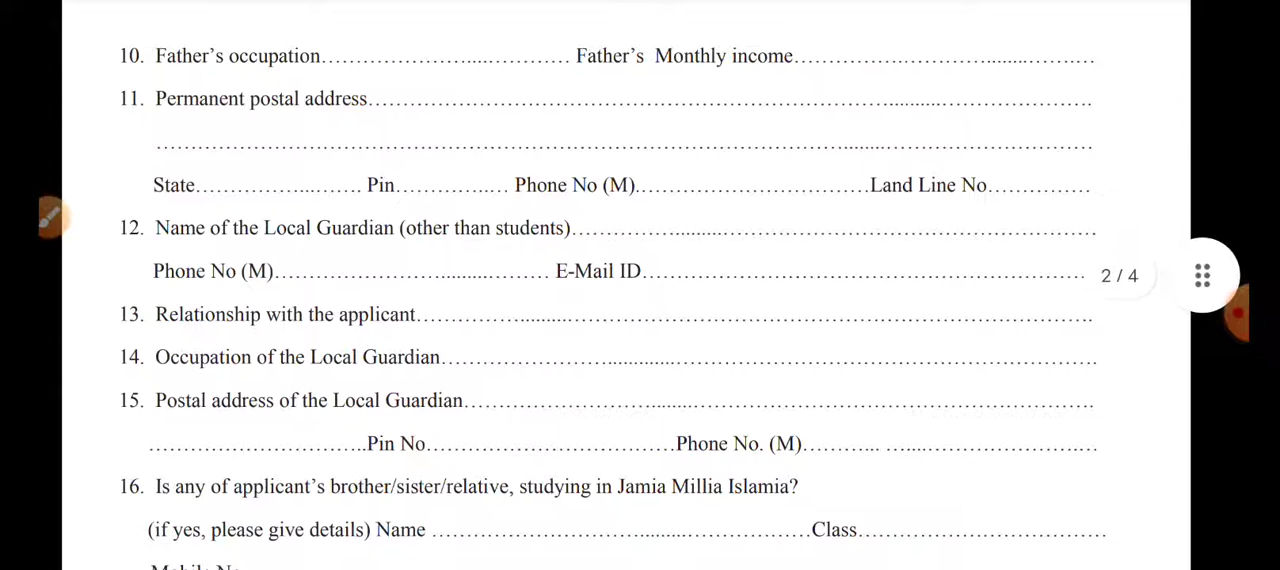 10. Father’s occupation................................ Father’s  Monthly income................................
11. Permanent postal address................................................................
................................................................
State........................ Pin.................. Phone No (M)................................Land Line No...............
12. Name of the Local Guardian (other than students)................................................................
Phone No (M)................................ E-Mail ID................................................................
2 / 4
13. Relationship with the applicant................................................................
14. Occupation of the Local Guardian................................................................
15. Postal address of the Local Guardian................................................................
................................Pin No................................Phone No. (M)........... ................................
16. Is any of applicant’s brother/sister/relative, studying in Jamia Millia Islamia?
(if yes, please give details) Name ................................................Class................................